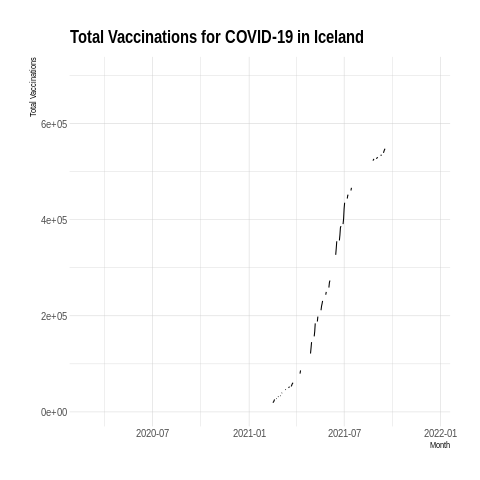 Total Vaccinations for COVID-19 in Iceland
Total Vaccinations
6e+05
4e+05
2e+05
0e+00
2020-07
2021-01
2021-07
2022-01
Month